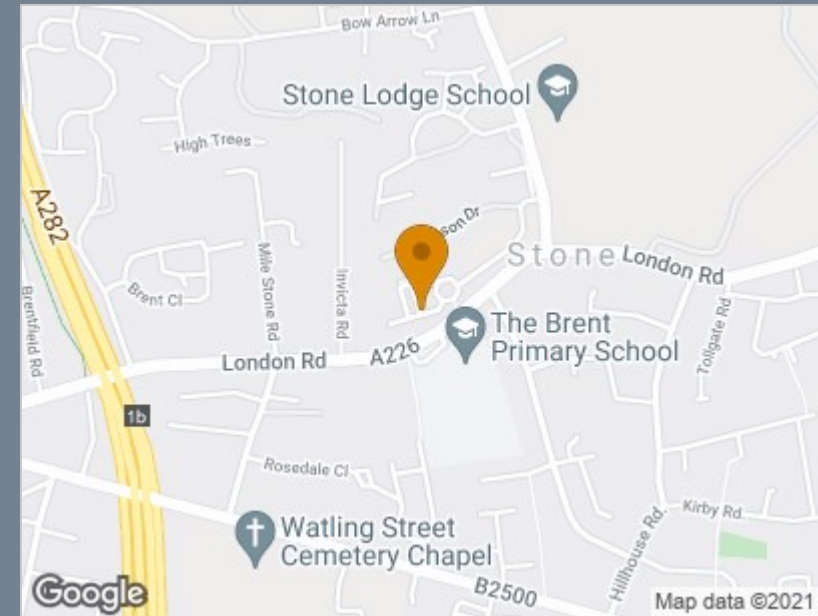 Bow Arrow Ln
Stone Lodge School
High Trees
A282
son Dr
Stone
London Rd
Mile Stone Rd
Invicta Rd
Brent Cl
Brentfield Rd
The Brent
Primary School
Tollgate Rd
London Rd
A226
1b
Rosedale Cl
Kirby Rd
Hillhouse Rd.
Watling Street
Cemetery Chapel
B2500
Google
Map data ©2021